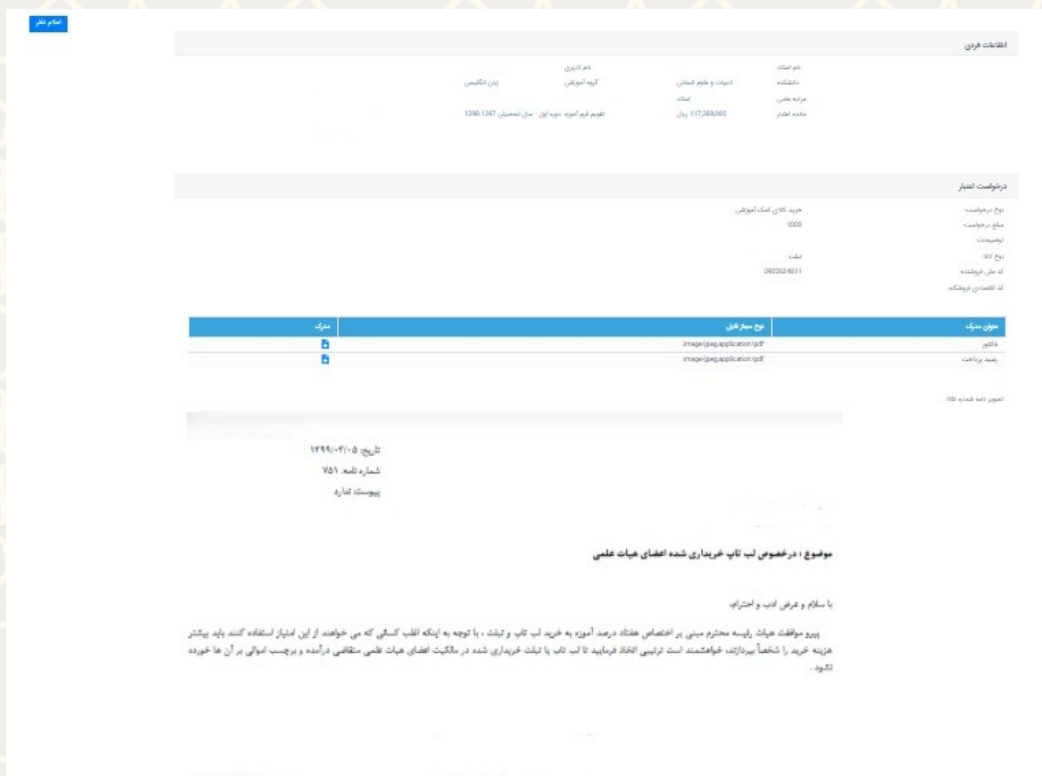 اعلام نظر
اطلاعات فردی
نام استاد: نام کاربری
دانشکده ادبیات و علوم انسانی گروه آموزشی زبان انگلیسی
مرتبه علمی استاد
مانده اعتبار 117,389,000 ریال تقویم ترم آموزه دوره اول - سال تحصیلی 1397-1398
درخواست اعتبار
نوع درخواست: خرید کالای کمک آموزشی
مبلغ درخواست: 1000
توضیحات:
نوع کالا: تبلت
کد ملی فروشنده: 0922624811
کد اقتصادی فروشگاه:
عنوان مدرک نوع مجاز فایل مدرک
فاکتور image/jpeg,application/pdf
رسید پرداخت image/jpeg,application/pdf
تصویر نامه شماره ۷۵۱
تاریخ: ۱۳۹۹/۰۳/۰۵
شماره نامه: ۷۵۱
پیوست: ندارد
موضوع : درخصوص لب تاپ خریداری شده اعضای هیات علمی
با سلام و عرض ادب و احترام،
پیرو موافقت هیات رئیسه محترم مبنی بر اختصاص هفتاد درصد آموزه به خرید لب تاپ و تبلت ، با توجه به اینکه اغلب کسانی که می خواهند از این امتیاز استفاده کنند باید بیشتر
هزینه خرید را شخصاً بپردازند، خواهشمند است ترتیبی اتخاذ فرمایید تا لب تاپ یا تبلت خریداری شده در مالکیت اعضای هیات علمی متقاضی درآمده و برچسب اموالی بر آن ها خورده
نشود .